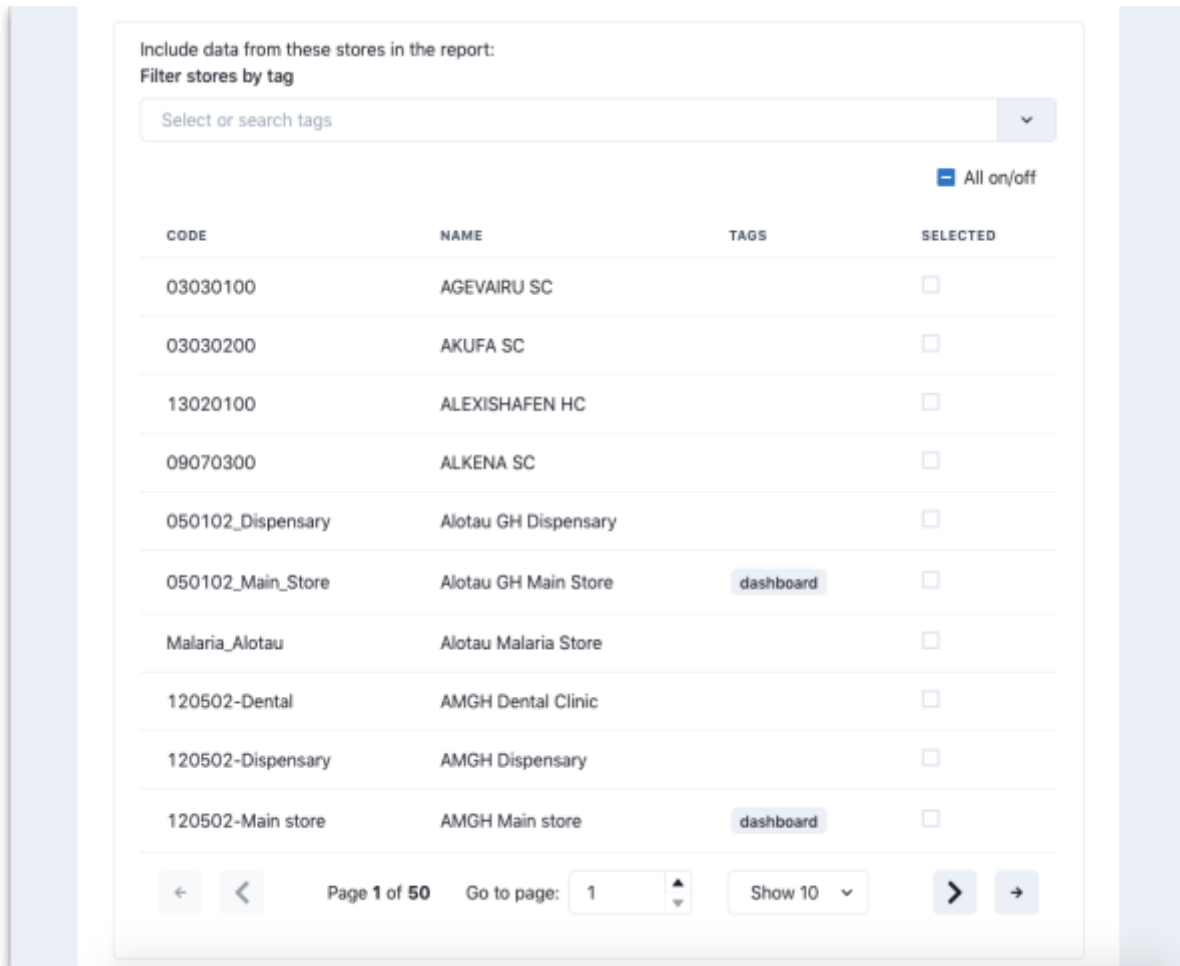 Include data from these stores in the report:
Filter stores by tag
Select or search tags
All on/off
CODE NAME TAGS SELECTED
03030100 AGEVAIRU SC
03030200 AKUFA SC
13020100 ALEXISHAFEN HC
09070300 ALKENA SC
050102_Dispensary Alotau GH Dispensary
050102_Main_Store Alotau GH Main Store dashboard
Malaria_Alotau Alotau Malaria Store
120502-Dental AMGH Dental Clinic
120502-Dispensary AMGH Dispensary
120502-Main store AMGH Main store dashboard
Page 1 of 50 Go to page: 1 Show 10